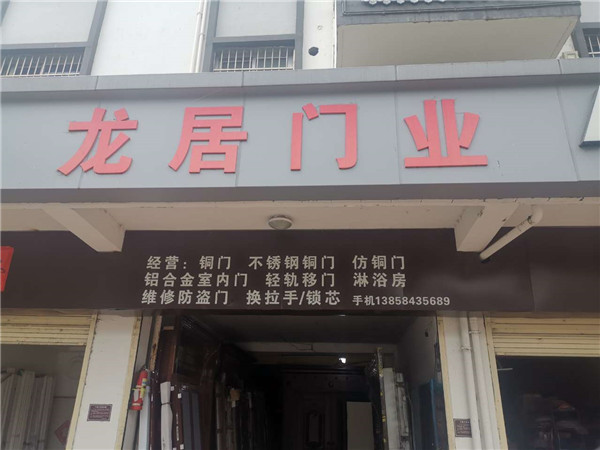 龙居门业
经营：铜门 不锈钢铜门 仿铜门
铝合金室内门 轻轨移门 淋浴房
维修防盗门 换拉手/锁芯 手机13858435689